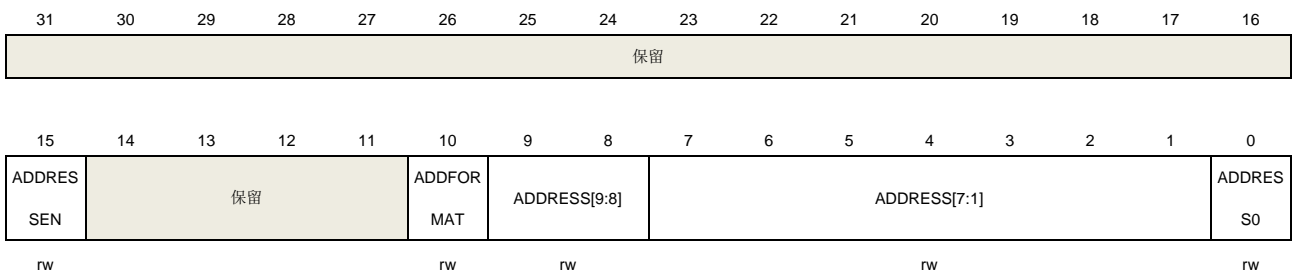 31 30 29 28 27 26 25 24 23 22 21 20 19 18 17 16
保留
15 14 13 12 11 10 9 8 7 6 5 4 3 2 1 0
ADDRES
SEN
保留
ADDFOR
MAT
ADDRESS[9:8]
ADDRESS[7:1]
ADDRES
S0
rw rw rw rw rw